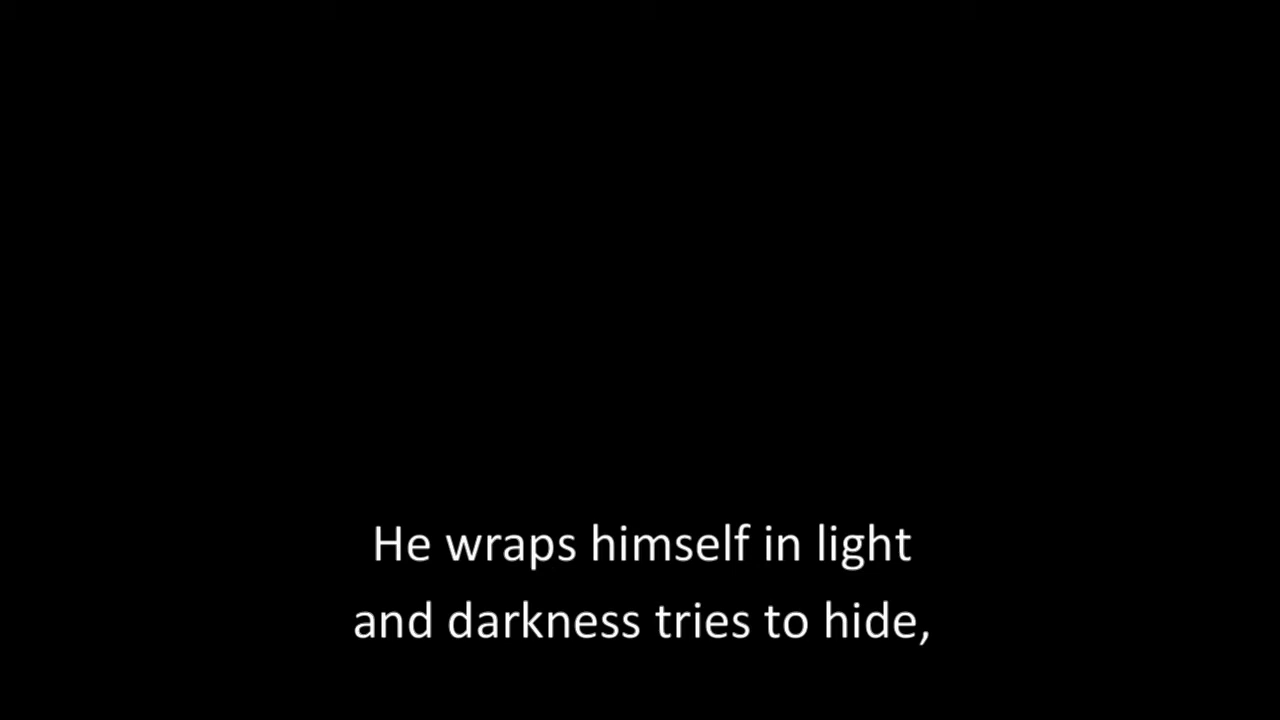 He wraps himself in light
and darkness tries to hide,